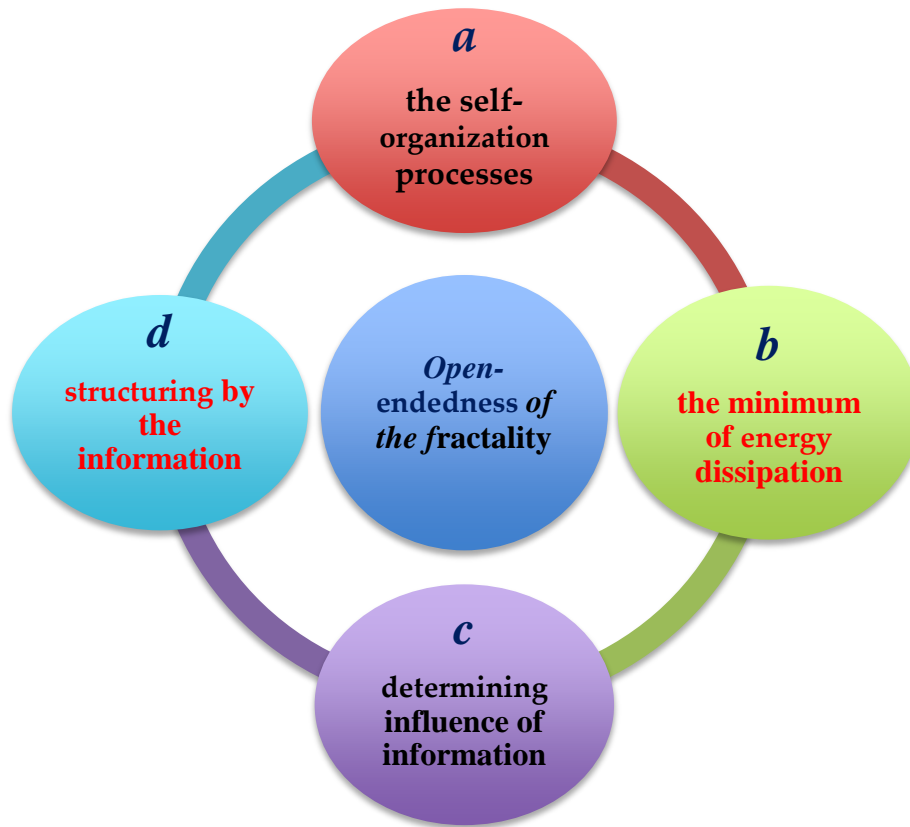 a
the self-
organization
processes
b
the minimum
of energy
dissipation
c
determining
influence of
information
d
structuring by
the
information
Open-
endedness of
the fractality